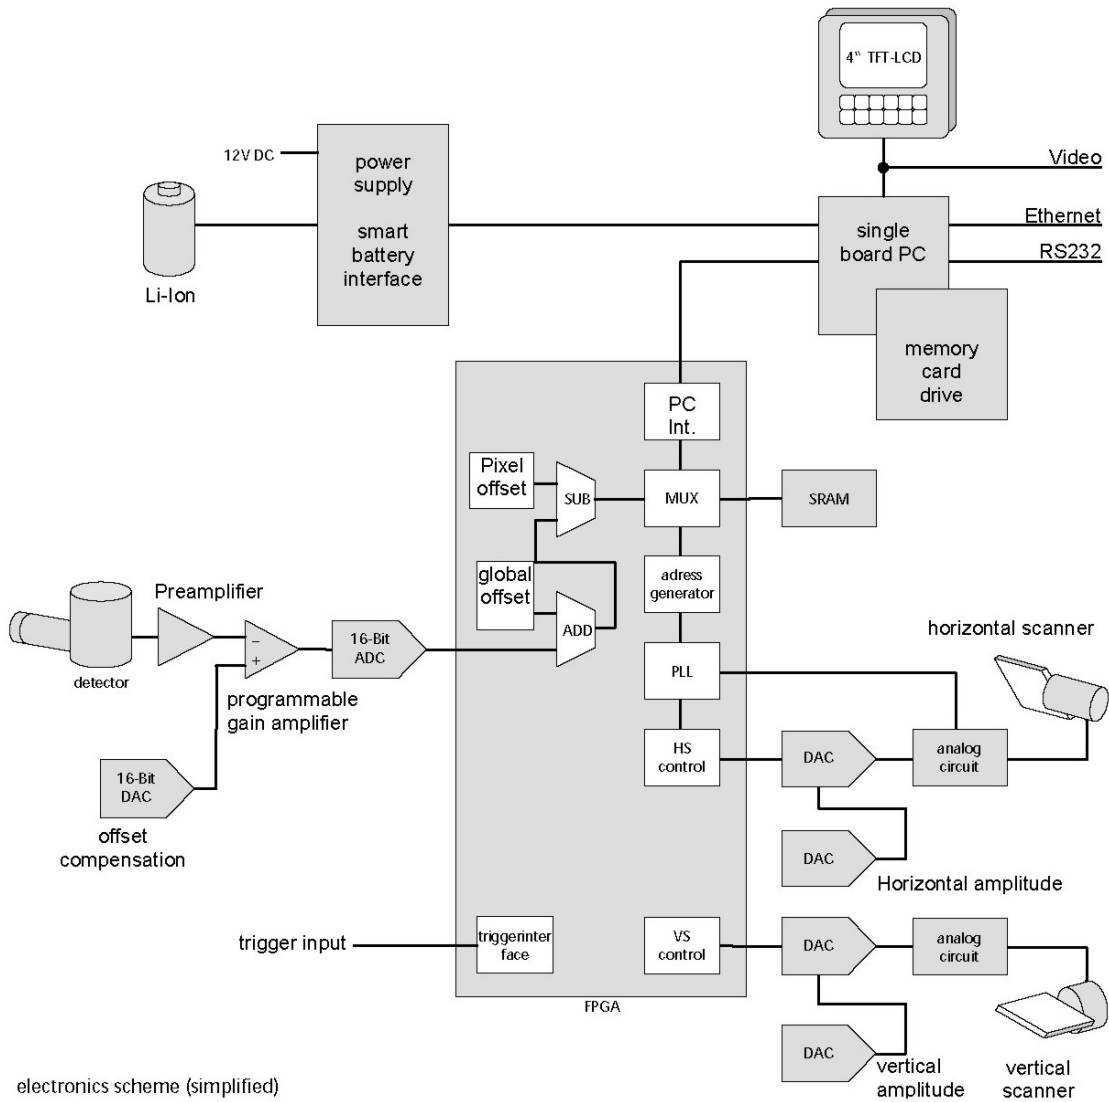 4" TFT-LCD
12V DC
power
supply
smart
battery
interface
Li-Ion
Video
Ethernet
RS232
single
board PC
memory
card
drive
PC
Int.
Pixel
offset
SUB
MUX
SRAM
global
offset
ADD
adress
generator
Preamplifier
16-Bit
ADC
−
+
detector
programmable
gain amplifier
PLL
horizontal scanner
HS
control
DAC
analog
circuit
16-Bit
DAC
offset
compensation
DAC
Horizontal amplitude
trigger input
triggerinter
face
VS
control
DAC
analog
circuit
FPGA
DAC
vertical
amplitude
vertical
scanner
electronics scheme (simplified)